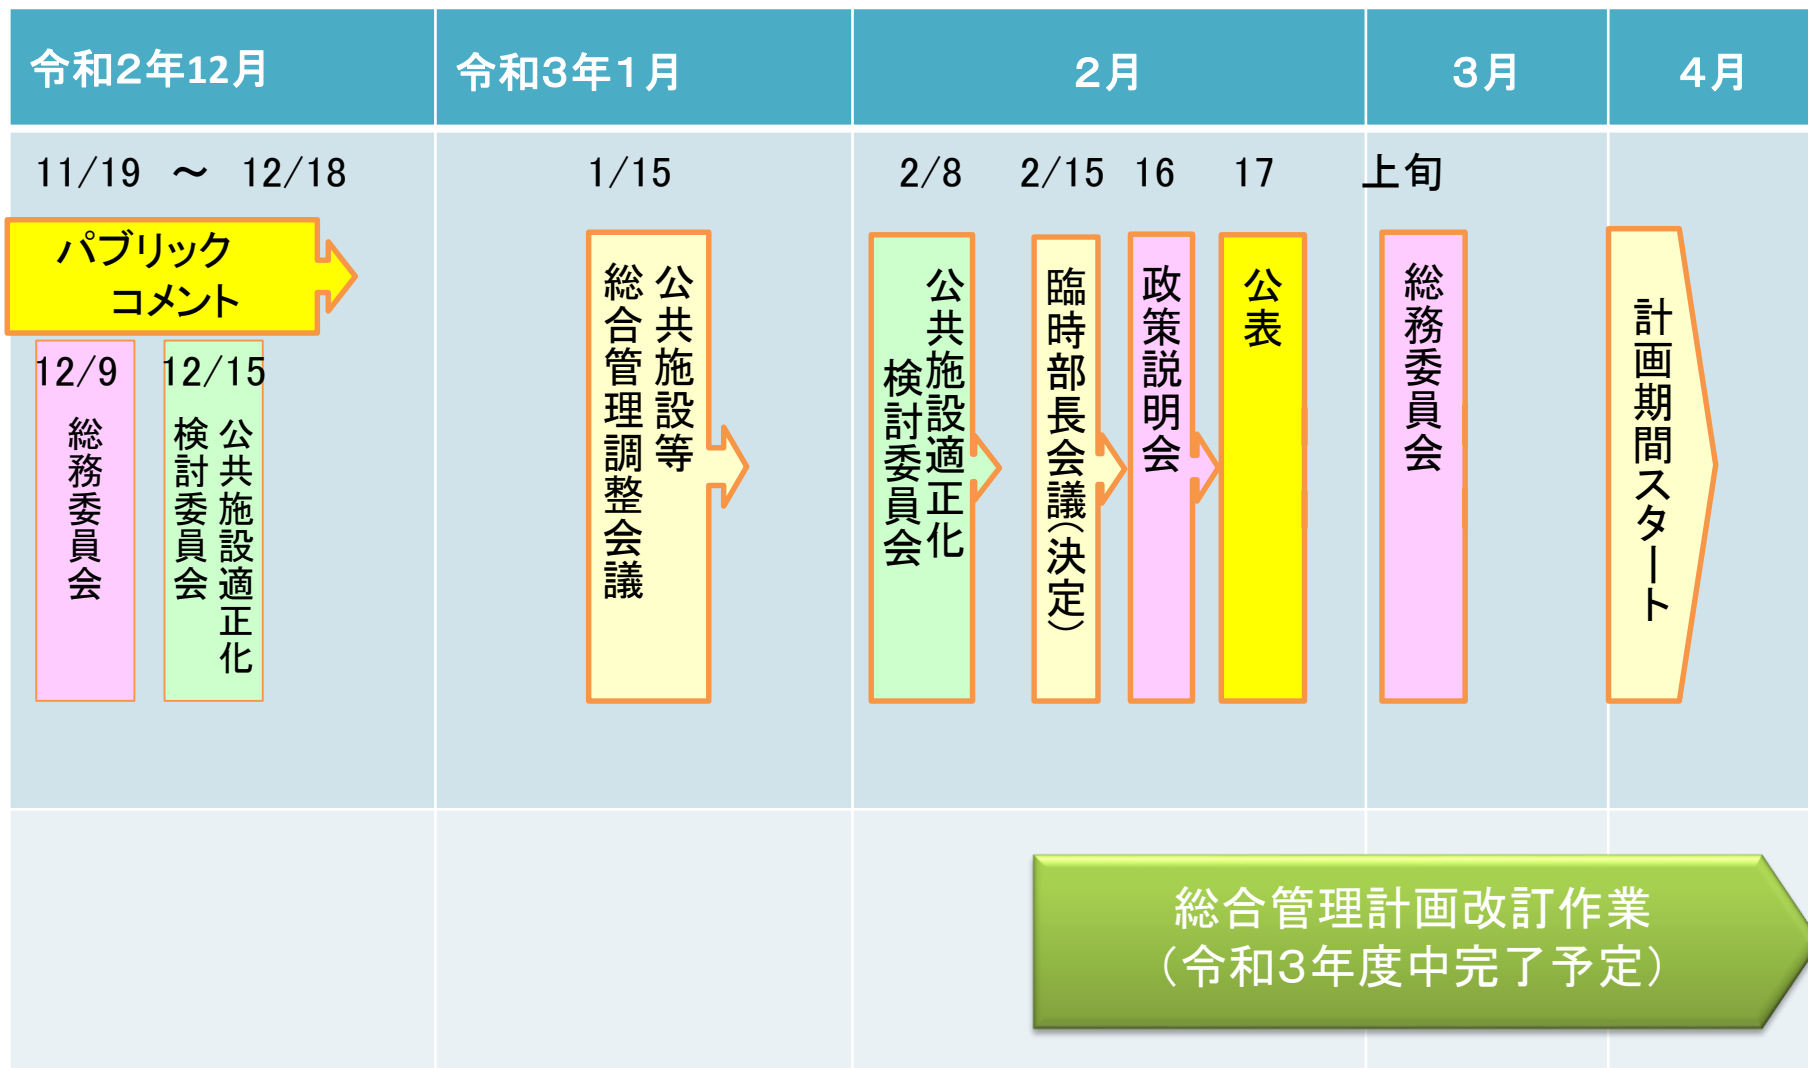 令和２年12月
令和３年１月
２月
３月
４月
11/19 ～ 12/18
1/15
2/8
2/15
16
17
上旬
パブリック
コメント
12/9
総務委員会
12/15
公共施設適正化
検討委員会
公共施設等
総合管理調整会議
公共施設適正化
検討委員会
臨時部長会議（決定）
政策説明会
公表
総務委員会
計画期間スタート
総合管理計画改訂作業
（令和３年度中完了予定）